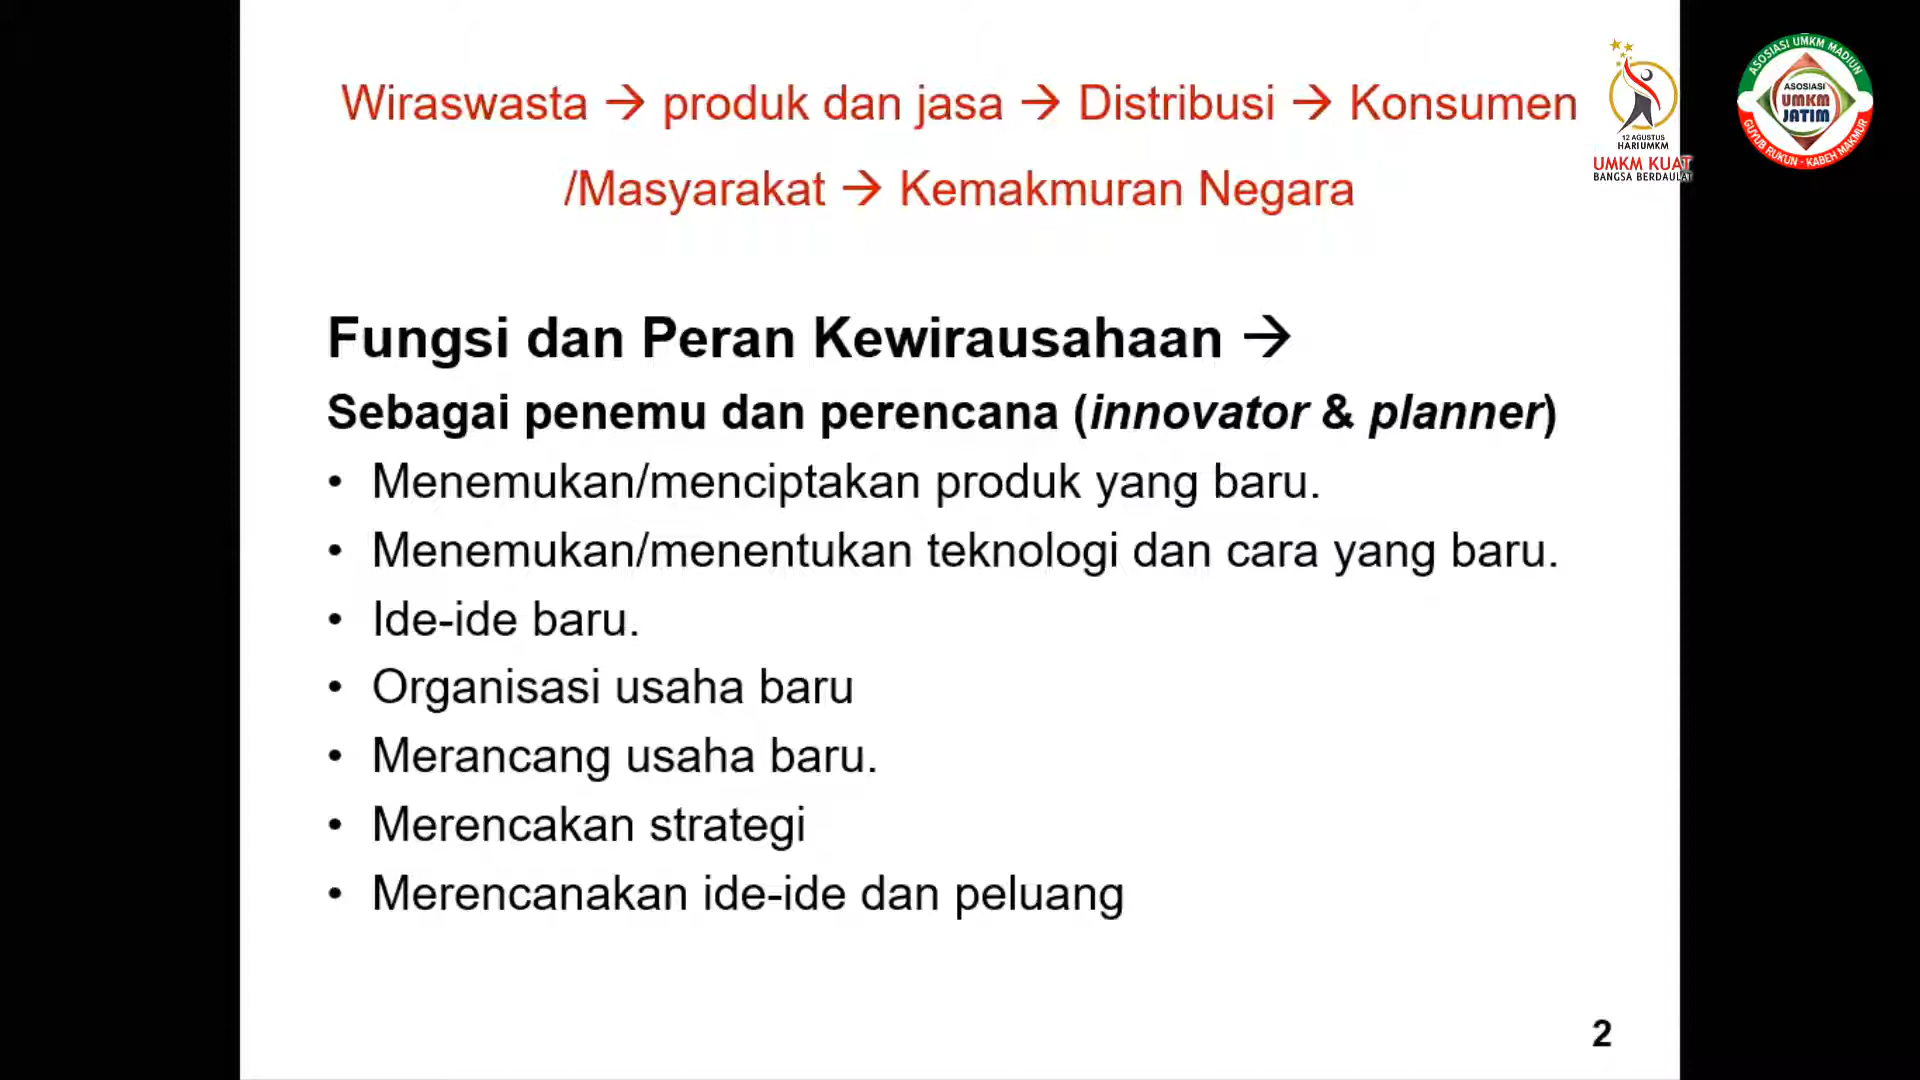 Wiraswasta → produk dan jasa → Distribusi → Konsumen
/Masyarakat → Kemakmuran Negara
12 AGUSTUS
HARI UMKM
UMKM KUAT
BANGSA BERDAULAT
ASOSIASI UMKM MADIUN
ASOSIASI
UMKM
JATIM
GUYUB RUKUN - KABEH MAKMUR
Fungsi dan Peran Kewirausahaan →
Sebagai penemu dan perencana (innovator & planner)
• Menemukan/menciptakan produk yang baru.
• Menemukan/menentukan teknologi dan cara yang baru.
• Ide-ide baru.
• Organisasi usaha baru
• Merancang usaha baru.
• Merencakan strategi
• Merencanakan ide-ide dan peluang
2